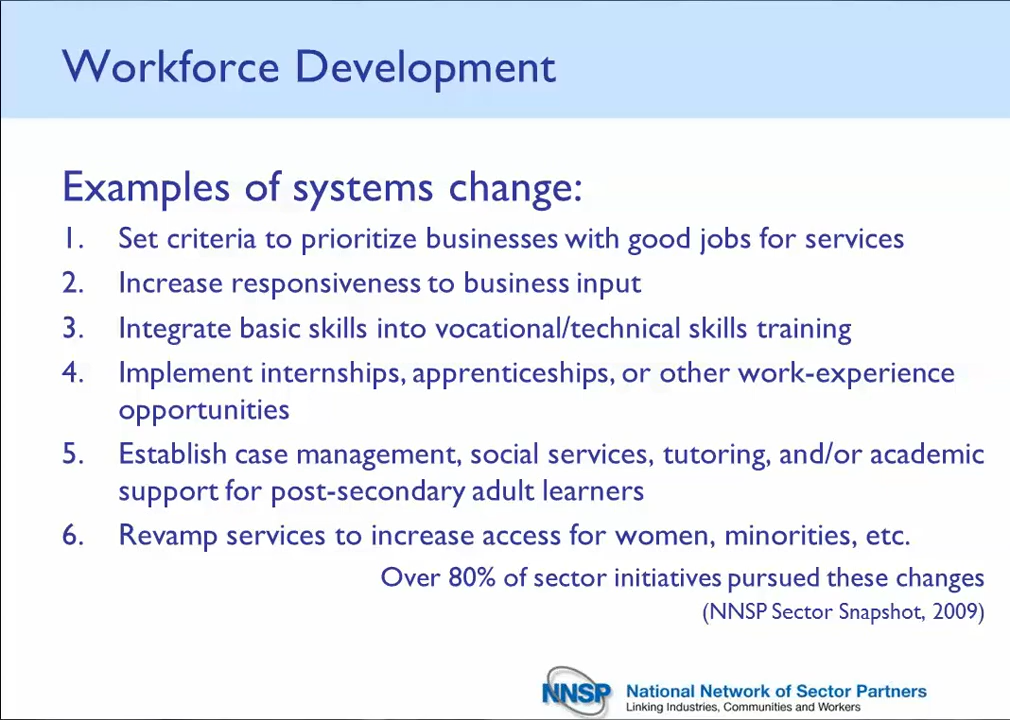 Workforce Development
Examples of systems change:
1. Set criteria to prioritize businesses with good jobs for services
2. Increase responsiveness to business input
3. Integrate basic skills into vocational/technical skills training
4. Implement internships, apprenticeships, or other work-experience
opportunities
5. Establish case management, social services, tutoring, and/or academic
support for post-secondary adult learners
6. Revamp services to increase access for women, minorities, etc.
Over 80% of sector initiatives pursued these changes
(NNSP Sector Snapshot, 2009)
NNSP National Network of Sector Partners
Linking Industries, Communities and Workers